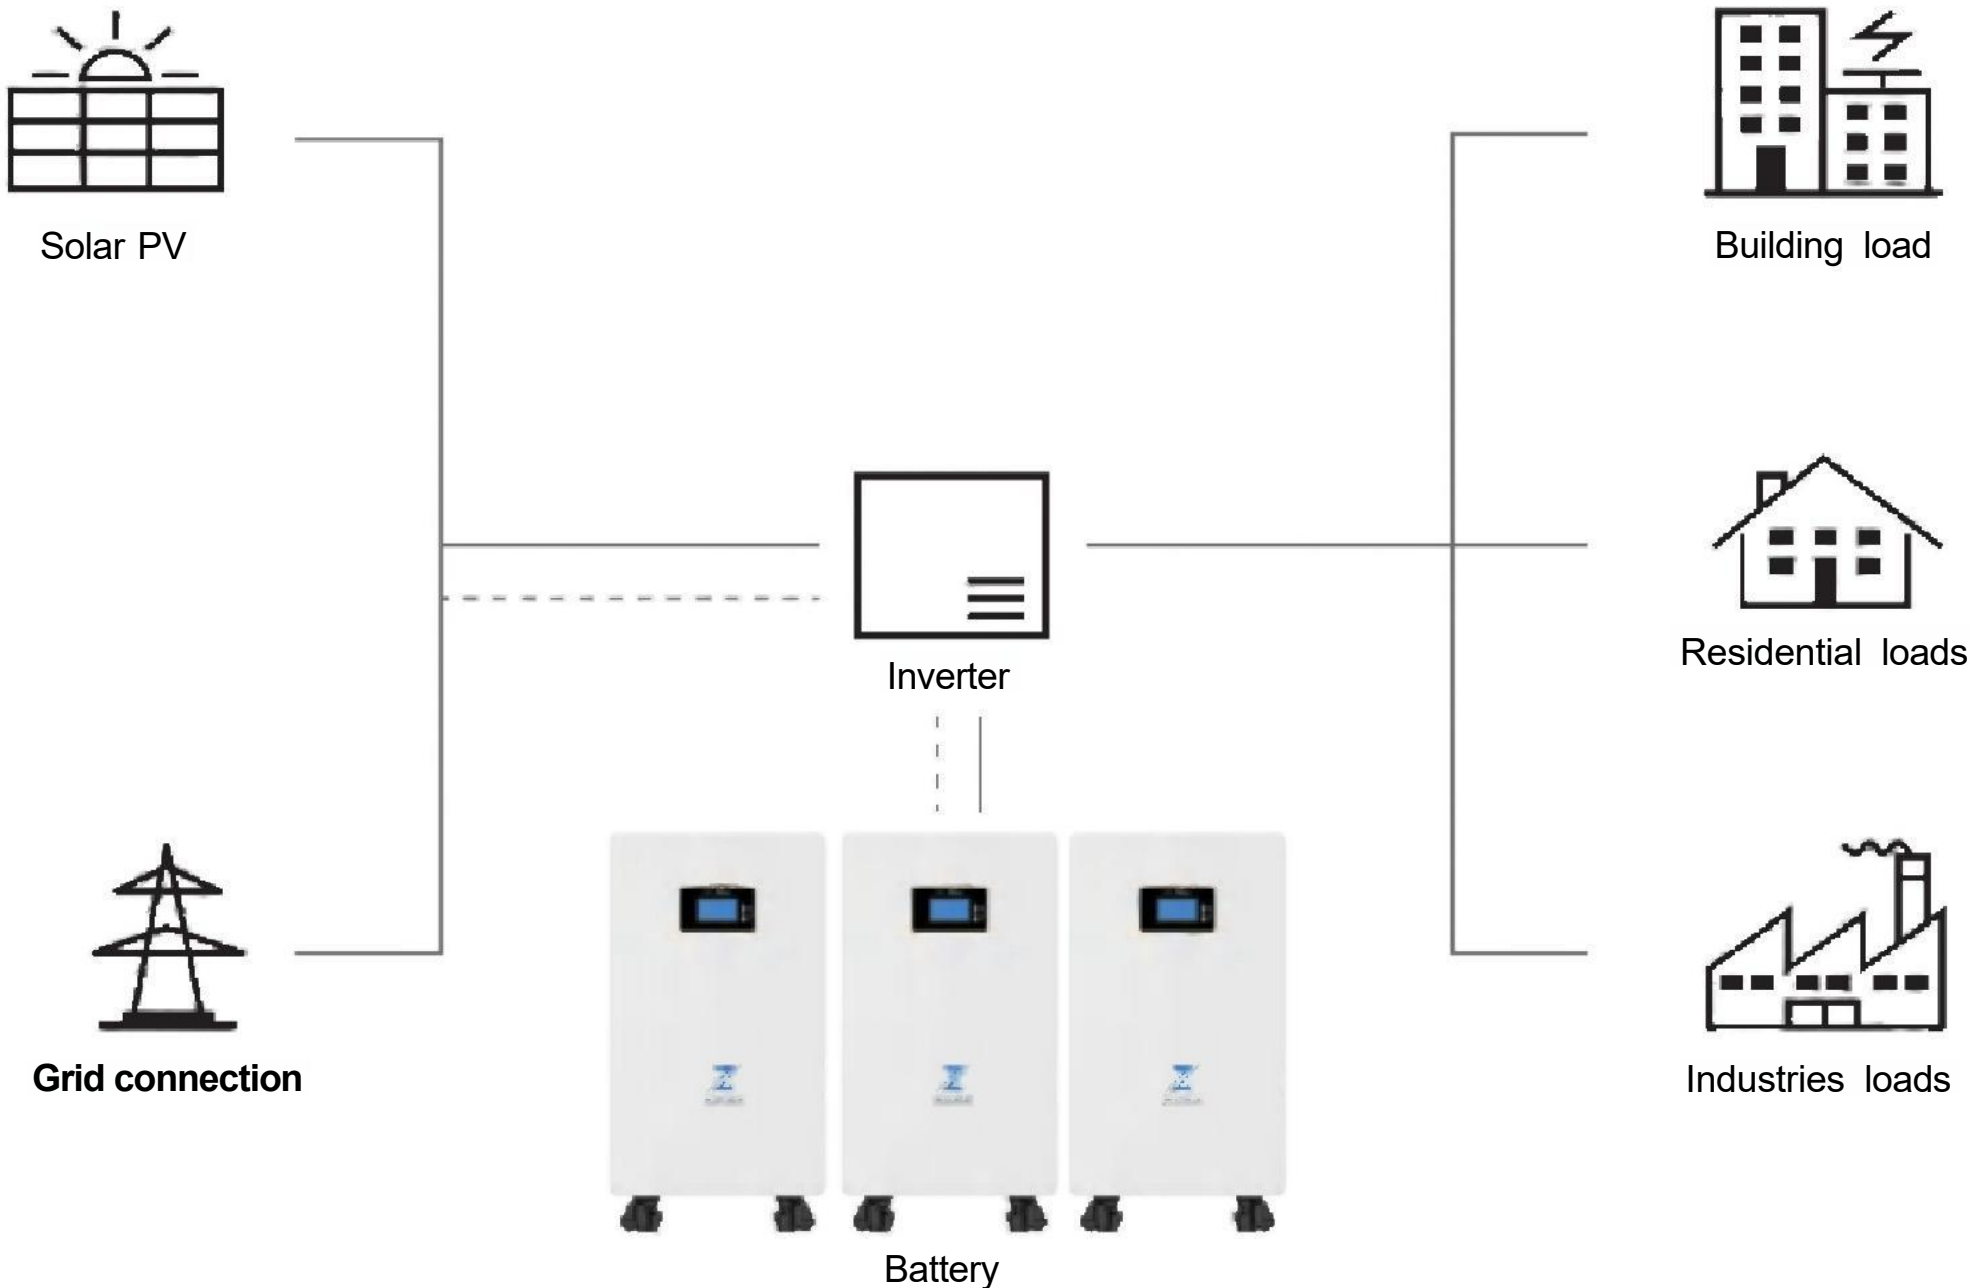 Solar PV
Building load
Inverter
Residential loads
Grid connection
Industries loads
Battery